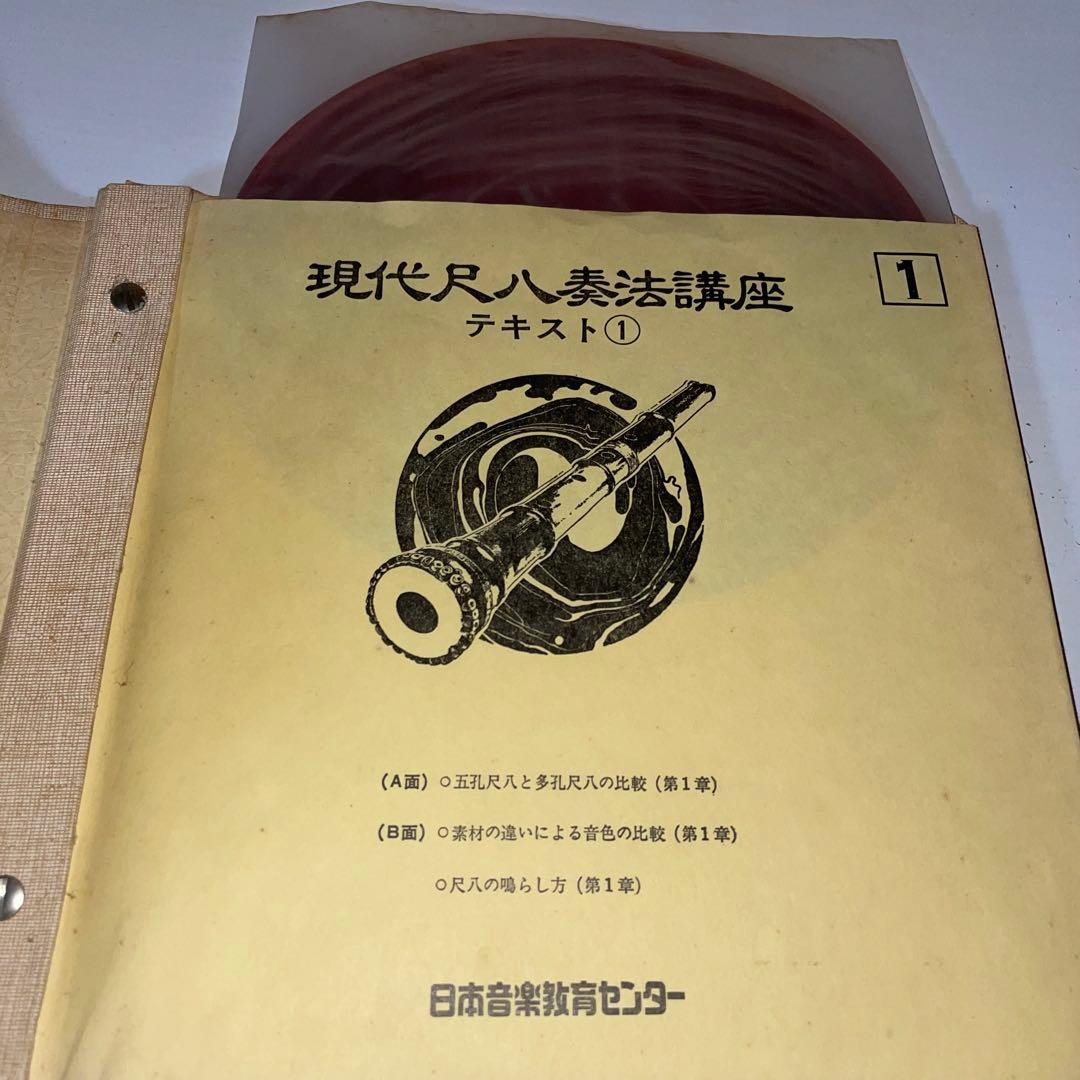 現代尺八奏法講座
1
テキスト①
(A面) ○五孔尺八と多孔尺八の比較 (第1章)
(B面) ○素材の違いによる音色の比較 (第1章)
○尺八の鳴らし方 (第1章)
日本音楽教育センター